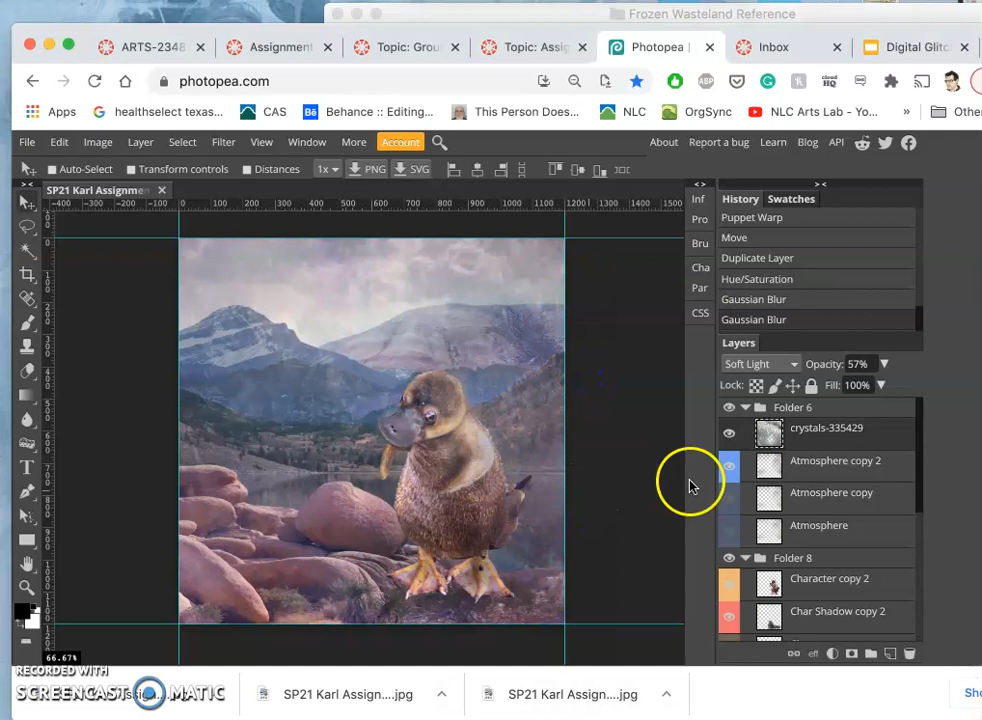 Frozen Wasteland Reference
ARTS-2348
Assignment
Topic: Grou
Topic: Assig
Photopea |
Inbox
Digital Glitc
photopea.com
ABP
cloud HQ
Apps
healthselect texas...
CAS
Behance :: Editing...
This Person Does...
NLC
OrgSync
NLC Arts Lab - Yo...
»
Othe
File Edit Image Layer Select Filter View Window More Account
About Report a bug Learn Blog API
Auto-Select Transform controls Distances 1x PNG SVG
SP21 Karl Assignmen
-400 -300 -200 -100 0 100 200 300 400 500 600 700 800 900 1000 1100 1200 1300 1400 1500
Inf
Pro
Bru
Cha
Par
CSS
History Swatches
Puppet Warp
Move
Duplicate Layer
Hue/Saturation
Gaussian Blur
Gaussian Blur
Layers
Soft Light Opacity: 57%
Lock: Fill: 100%
Folder 6
crystals-335429
Atmosphere copy 2
Atmosphere copy
Atmosphere
Folder 8
Character copy 2
Char Shadow copy 2
eff
66.67%
RECORDED WITH
SCREENCAST MATIC
SP21 Karl Assign....jpg
SP21 Karl Assign....jpg
Sho